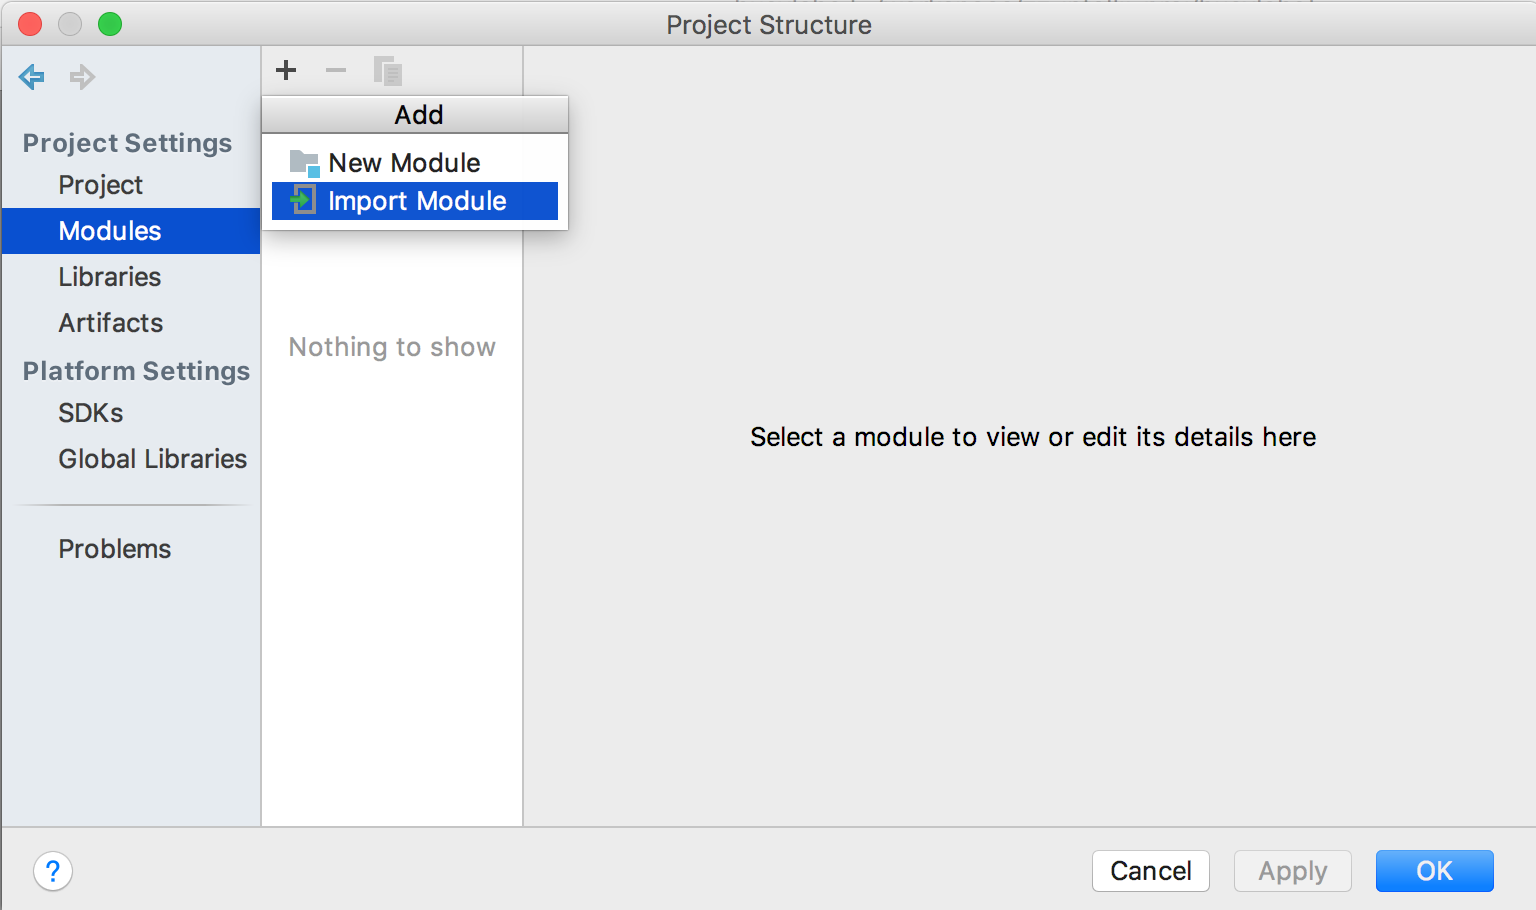 Project Structure
Add
New Module
Import Module
Project Settings
Project
Modules
Libraries
Artifacts
Platform Settings
SDKs
Global Libraries
Problems
Nothing to show
Select a module to view or edit its details here
?
Cancel
Apply
OK